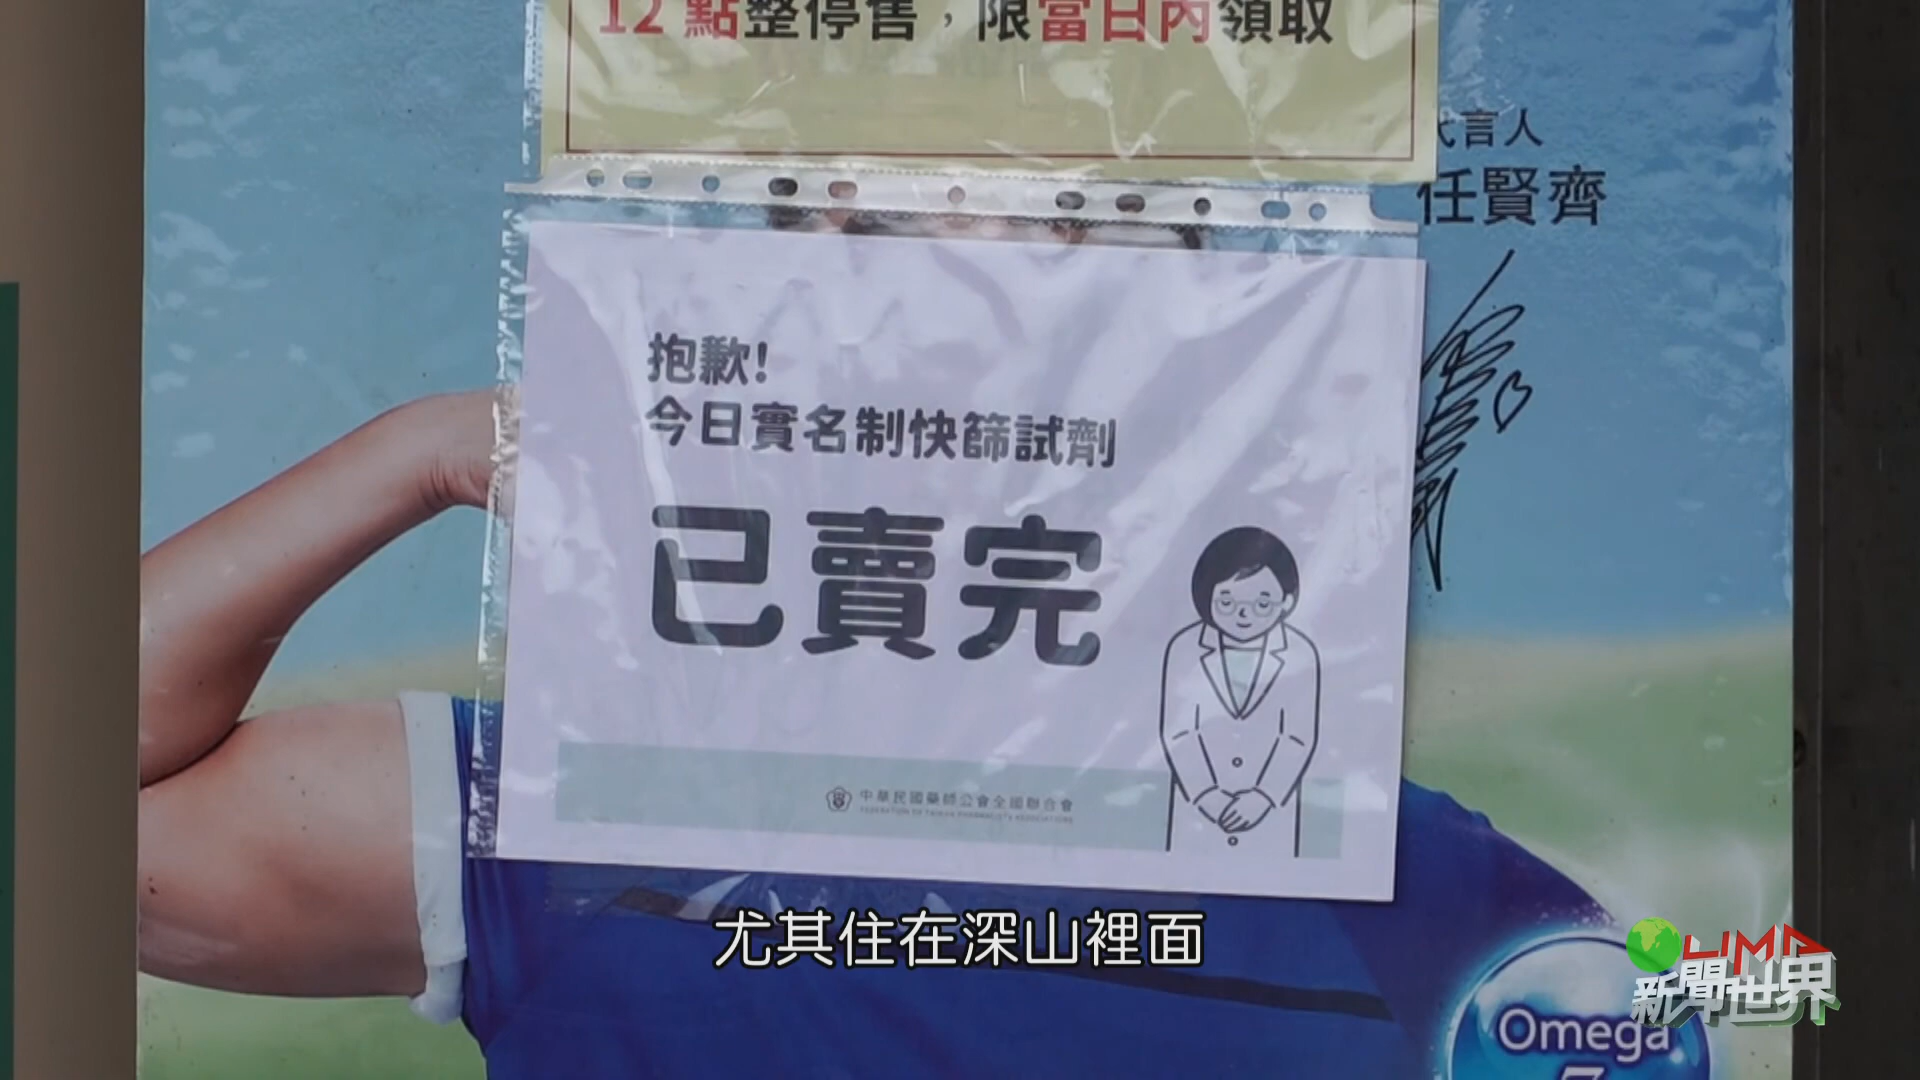 12點整停售，限當日內領取
代言人
任賢齊
抱歉！
今日實名制快篩試劑
已賣完
中華民國藥師公會全國聯合會
FEDERATION OF TAIWAN PHARMACISTS ASSOCIATIONS
尤其住在深山裡面
LIMA
新聞世界
Omega
7